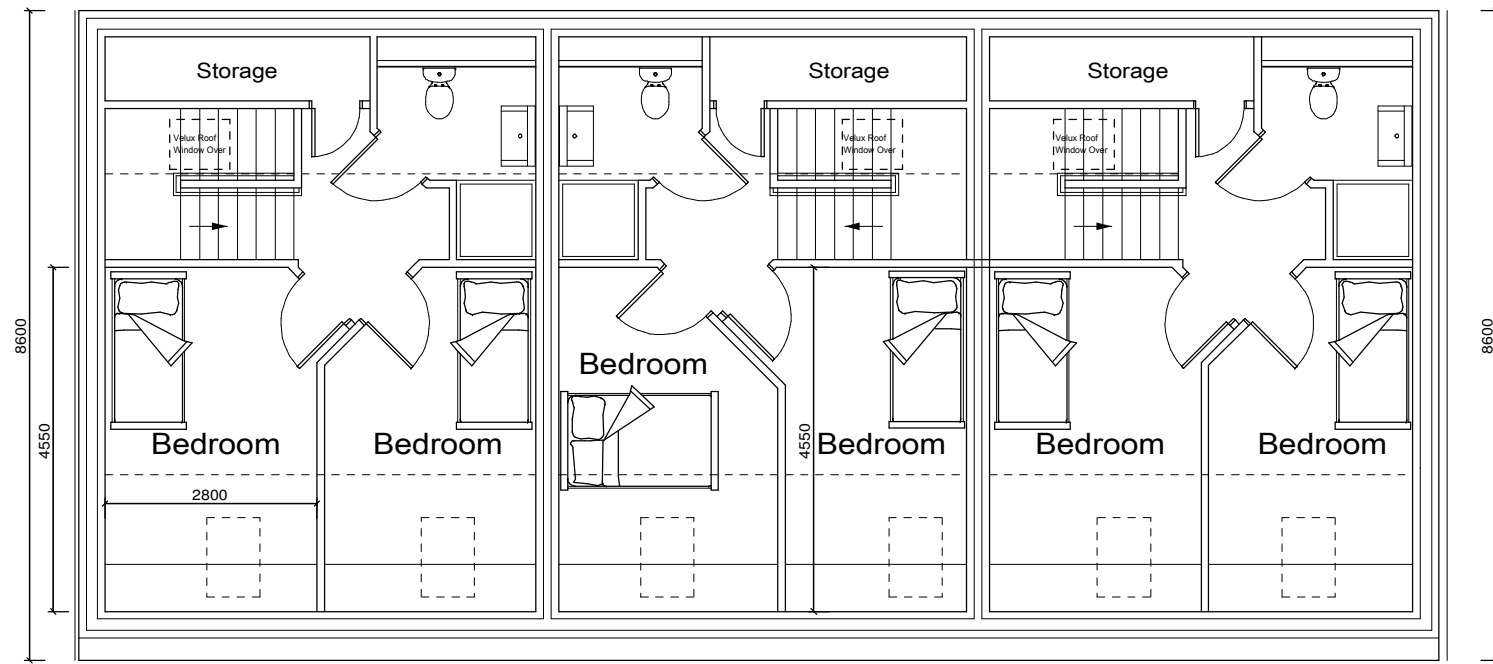 Storage
Storage
Storage
Velux Roof
Window Over
Velux Roof
Window Over
Velux Roof
Window Over
8600
8600
Bedroom
4550
Bedroom
Bedroom
4550
Bedroom
Bedroom
Bedroom
2800